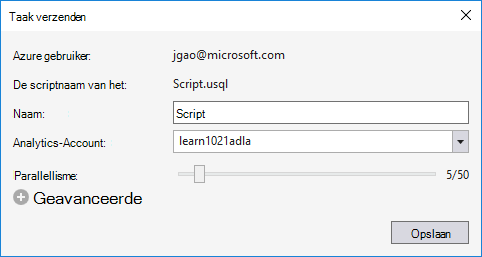 Taak verzenden
Azure gebruiker: jgao@microsoft.com
De scriptnaam van het: Script.usql
Naam: Script
Analytics-Account: learn1021adla
Parallellisme: 5/50
Geavanceerde
Opslaan